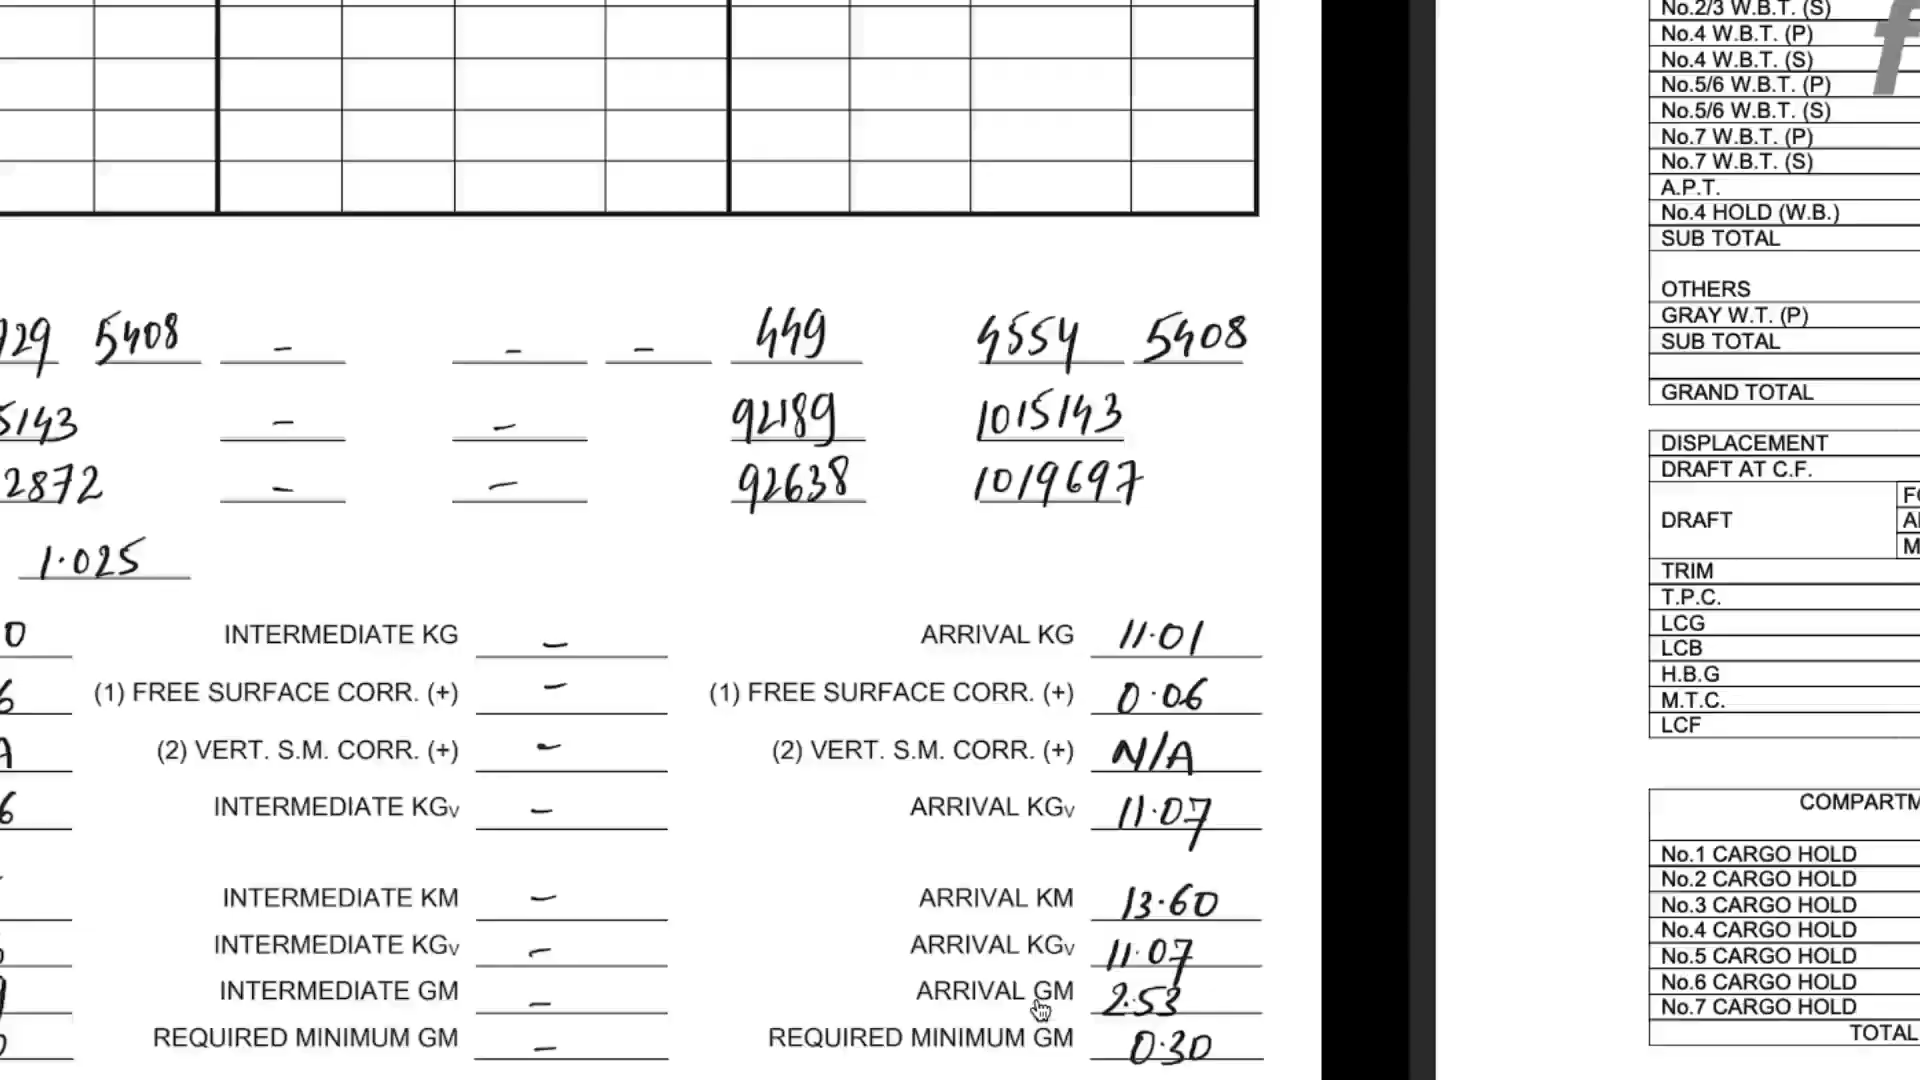 5408 - - - 449 4554 5408
5143 - - 92189 1015143
2872 - - 92638 1019697
1.025
0 INTERMEDIATE KG - ARRIVAL KG 11.01
6 (1) FREE SURFACE CORR. (+) - (1) FREE SURFACE CORR. (+) 0.06
A (2) VERT. S.M. CORR. (+) - (2) VERT. S.M. CORR. (+) N/A
6 INTERMEDIATE KGv - ARRIVAL KGv 11.07
INTERMEDIATE KM - ARRIVAL KM 13.60
INTERMEDIATE KGv - ARRIVAL KGv 11.07
INTERMEDIATE GM - ARRIVAL GM 2.53
REQUIRED MINIMUM GM - REQUIRED MINIMUM GM 0.30
No.2/3 W.B.T. (S)
No.4 W.B.T. (P)
No.4 W.B.T. (S)
No.5/6 W.B.T. (P)
No.5/6 W.B.T. (S)
No.7 W.B.T. (P)
No.7 W.B.T. (S)
A.P.T.
No.4 HOLD (W.B.)
SUB TOTAL
OTHERS
GRAY W.T. (P)
SUB TOTAL
GRAND TOTAL
DISPLACEMENT
DRAFT AT C.F.
DRAFT
TRIM
T.P.C.
LCG
LCB
H.B.G
M.T.C.
LCF
COMPARTM
No.1 CARGO HOLD
No.2 CARGO HOLD
No.3 CARGO HOLD
No.4 CARGO HOLD
No.5 CARGO HOLD
No.6 CARGO HOLD
No.7 CARGO HOLD
TOTAL